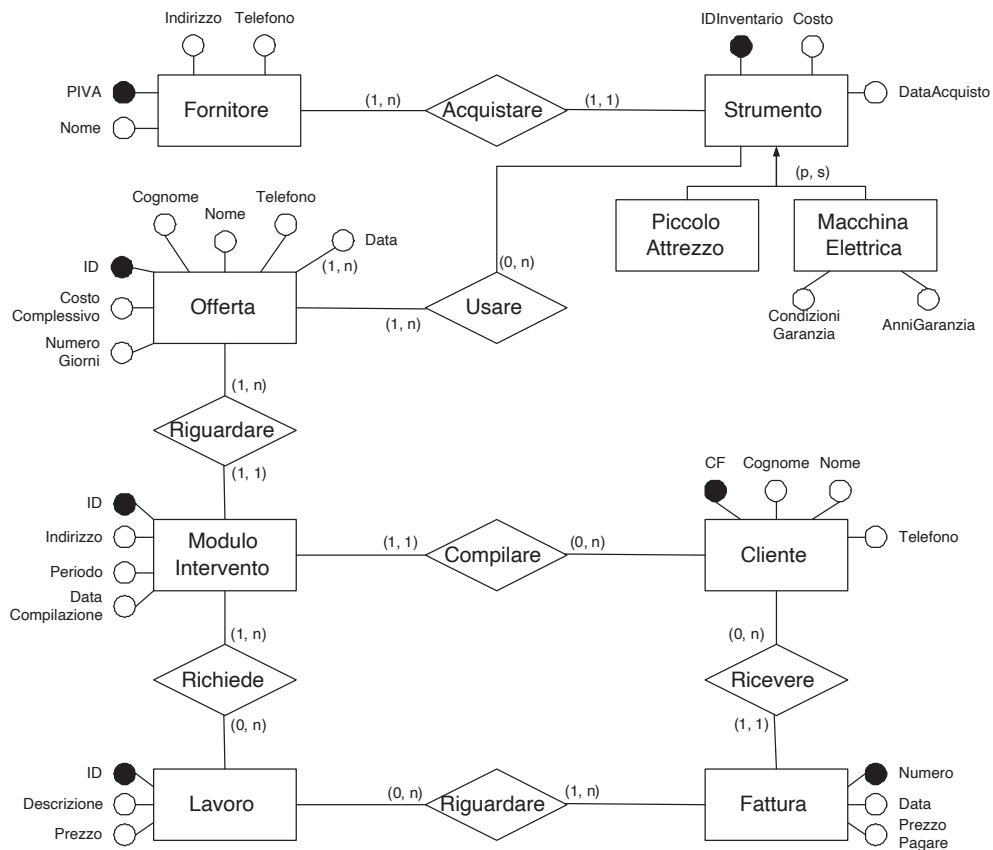 Indirizzo
Telefono
PIVA
Nome
Fornitore
(1, n)
Acquistare
(1, 1)
IDInventario
Costo
DataAcquisto
Strumento
(p, s)
Piccolo
Attrezzo
Macchina
Elettrica
Condizioni
Garanzia
AnniGaranzia
Cognome
Nome
Telefono
Data
(1, n)
ID
Costo
Complessivo
Numero
Giorni
Offerta
(1, n)
Usare
(0, n)
(1, n)
Riguardare
(1, 1)
ID
Indirizzo
Periodo
Data
Compilazione
Modulo
Intervento
(1, 1)
Compilare
(0, n)
CF
Cognome
Nome
Telefono
Cliente
(1, n)
Richiede
(0, n)
(0, n)
Ricevere
(1, 1)
ID
Descrizione
Prezzo
Lavoro
(0, n)
Riguardare
(1, n)
Fattura
Numero
Data
Prezzo
Pagare